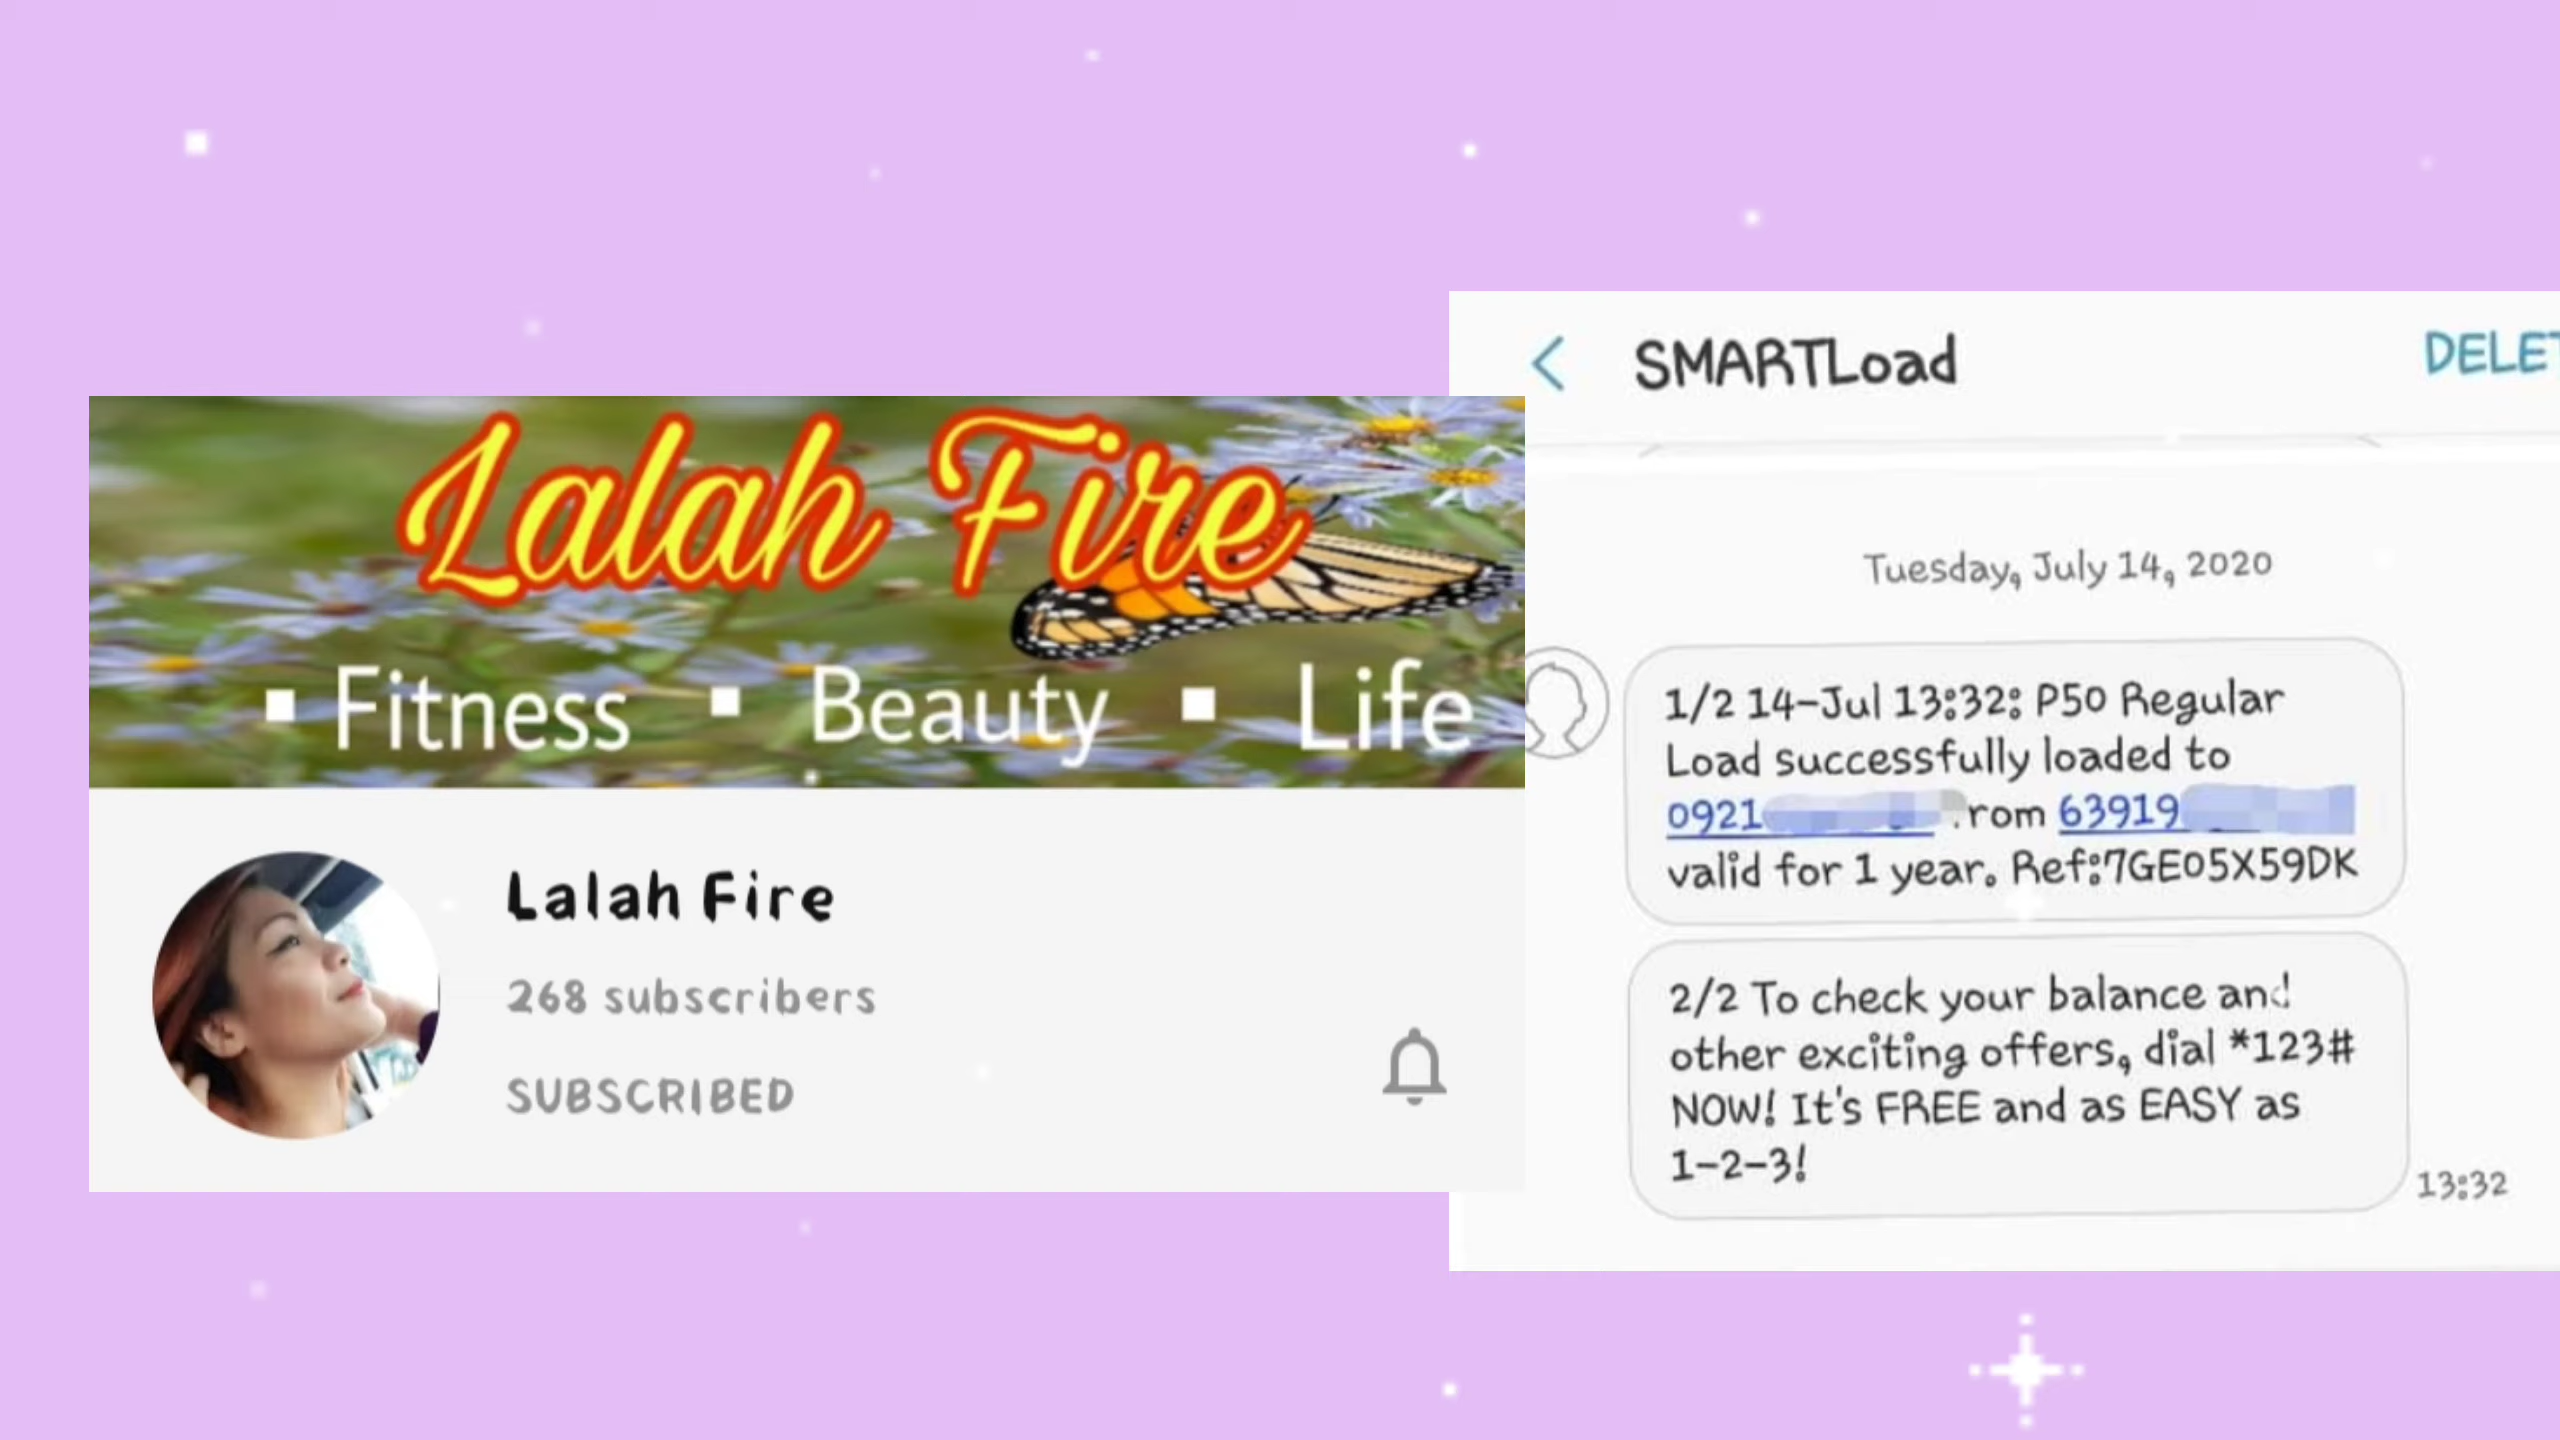 Lalah Fire
▪ Fitness ▪ Beauty ▪ Life
Lalah Fire
268 subscribers
SUBSCRIBED
SMARTLoad
DELET
Tuesday, July 14, 2020
1/2 14-Jul 13:32: P50 Regular
Load successfully loaded to
0921 rom 63919
valid for 1 year. Ref:7GE05X59DK
2/2 To check your balance and
other exciting offers, dial *123#
NOW! It's FREE and as EASY as
1-2-3!
13:32